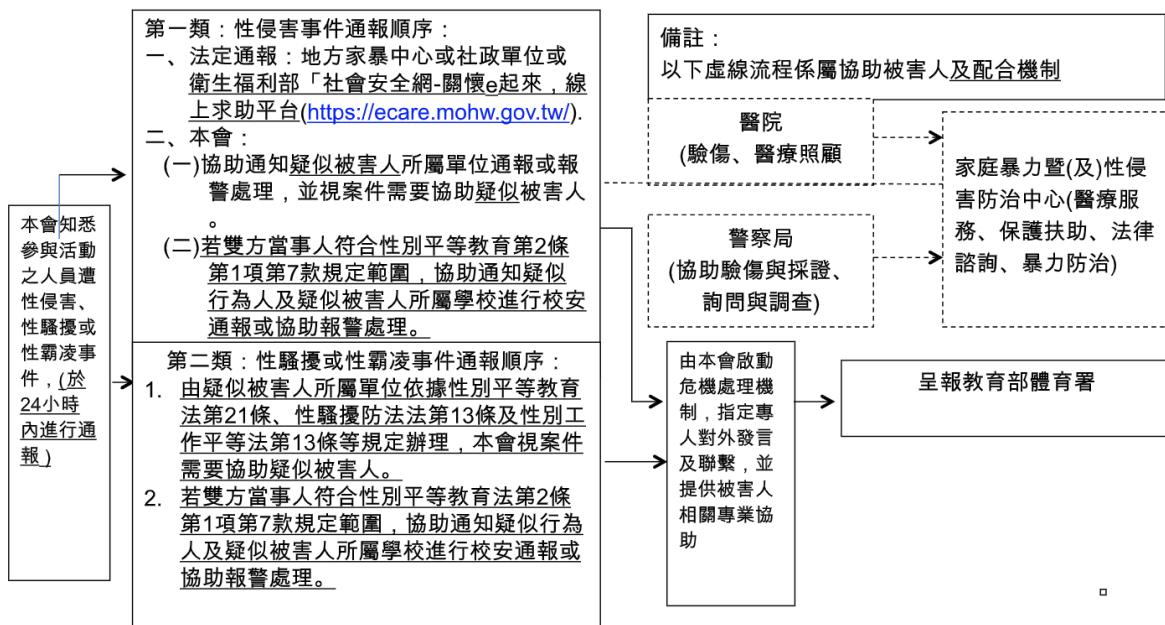 本會知悉
參與活動
之人員遭
性侵害、
性騷擾或
性霸凌事
件，(於
24小時
內進行通
報 )
第一類：性侵害事件通報順序：
一、法定通報：地方家暴中心或社政單位或
衛生福利部「社會安全網-關懷e起來，線
上求助平台(https://ecare.mohw.gov.tw/).
二、本會：
(一)協助通知疑似被害人所屬單位通報或報
警處理，並視案件需要協助疑似被害人
。
(二)若雙方當事人符合性別平等教育第2條
第1項第7款規定範圍，協助通知疑似
行為人及疑似被害人所屬學校進行校安
通報或協助報警處理。
第二類：性騷擾或性霸凌事件通報順序：
1. 由疑似被害人所屬單位依據性別平等教育
法第21條、性騷擾防法法第13條及性別工
作平等法第13條等規定辦理，本會視案件
需要協助疑似被害人。
2. 若雙方當事人符合性別平等教育法第2條
第1項第7款規定範圍，協助通知疑似行為
人及疑似被害人所屬學校進行校安通報或
協助報警處理。
備註：
以下虛線流程係屬協助被害人及配合機制
醫院
(驗傷、醫療照顧
警察局
(協助驗傷與採證、
詢問與調查)
家庭暴力暨(及)性侵
害防治中心(醫療服
務、保護扶助、法律
諮詢、暴力防治)
由本會啟動
危機處理機
制，指定專
人對外發言
及聯繫，並
提供被害人
相關專業協
助
呈報教育部體育署